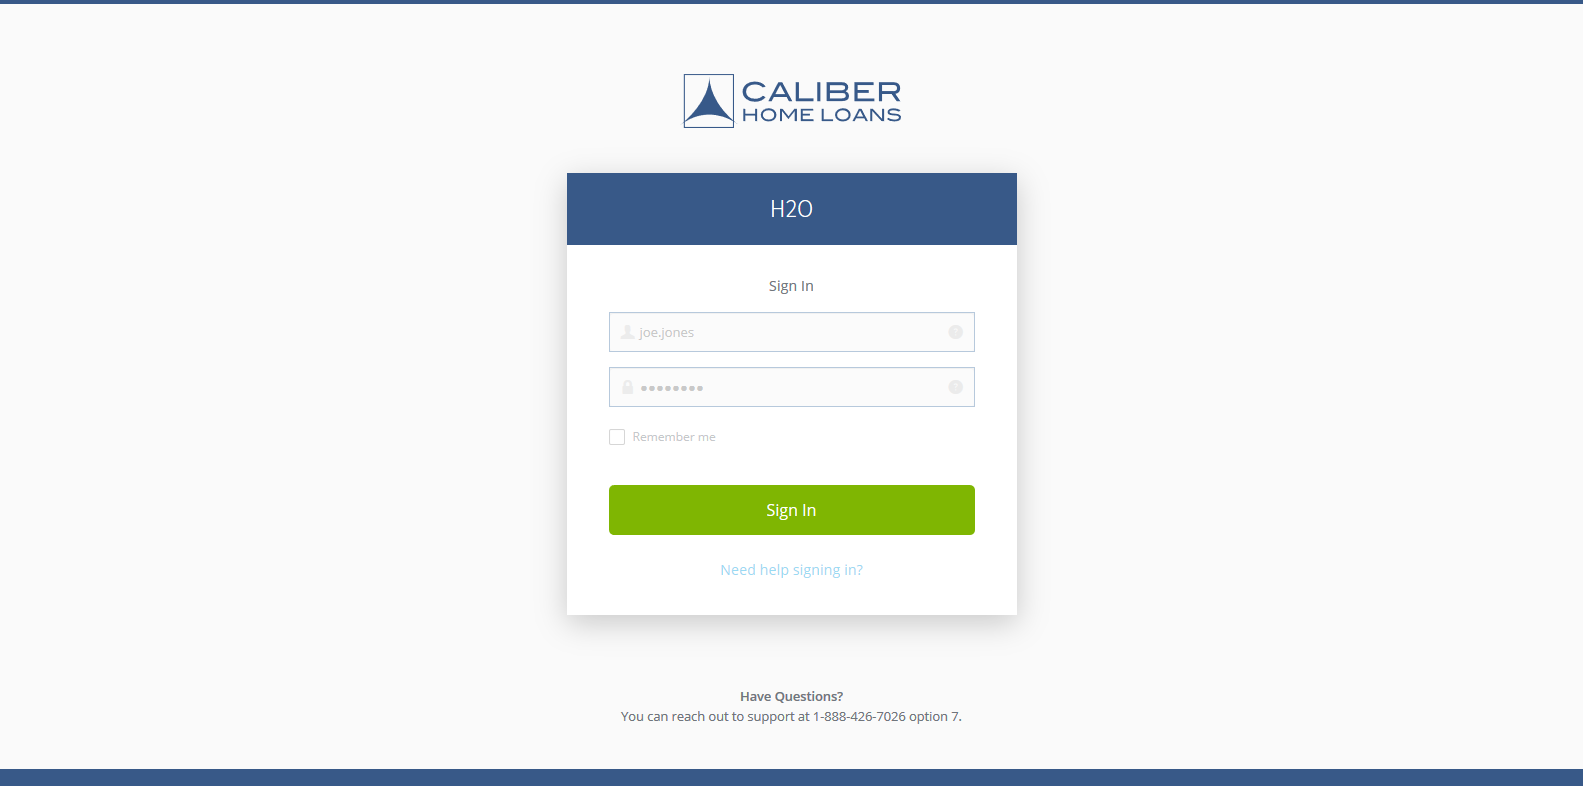 CALIBER
HOME LOANS
H2O
Sign In
joe.jones
••••••••
Remember me
Sign In
Need help signing in?
Have Questions?
You can reach out to support at 1-888-426-7026 option 7.